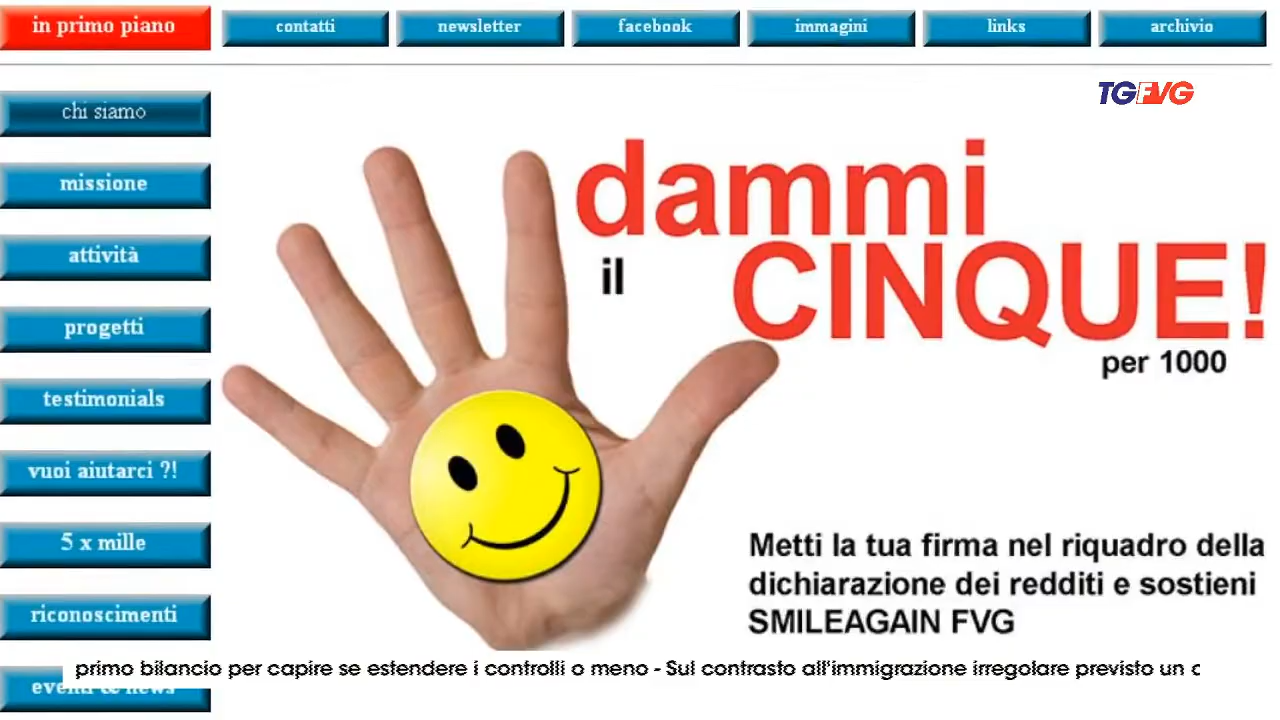 in primo piano
contatti
newsletter
facebook
immagini
links
archivio
TGFVG
chi siamo
missione
attività
progetti
testimonials
vuoi aiutarci ?!
5 x mille
riconoscimenti
eventi & news
dammi
il CINQUE!
per 1000
Metti la tua firma nel riquadro della
dichiarazione dei redditi e sostieni
SMILEAGAIN FVG
primo bilancio per capire se estendere i controlli o meno - Sul contrasto all'immigrazione irregolare previsto un